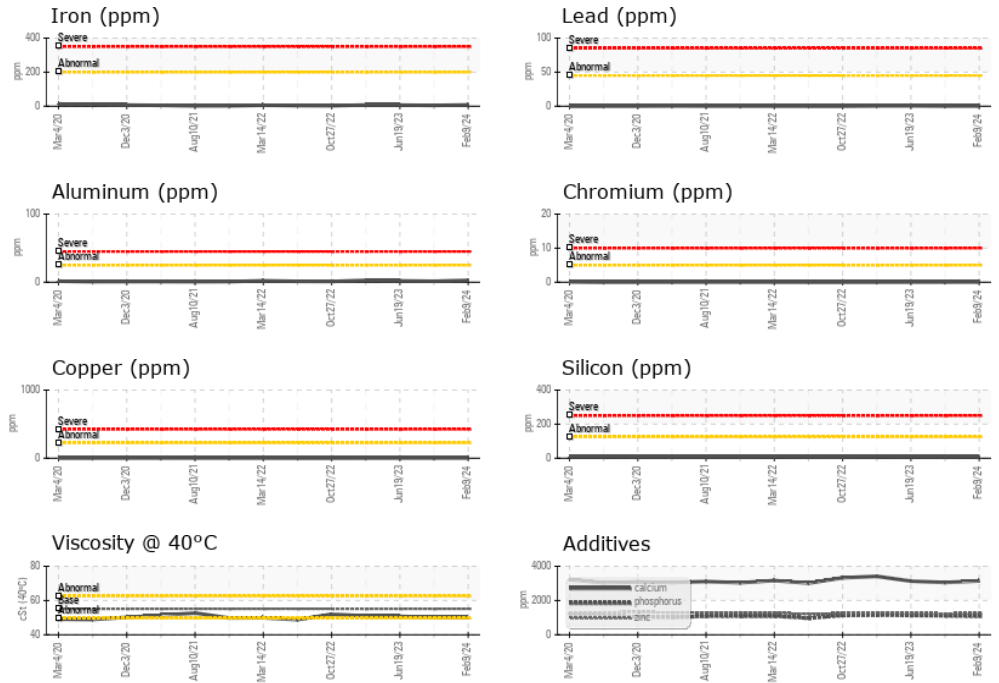 Iron (ppm)
400
200
0
ppm
Severe
Abnormal
Mar4/20
Dec3/20
Aug10/21
Mar14/22
Oct27/22
Jun19/23
Feb9/24
Lead (ppm)
100
50
0
ppm
Severe
Abnormal
Mar4/20
Dec3/20
Aug10/21
Mar14/22
Oct27/22
Jun19/23
Feb9/24
Aluminum (ppm)
100
50
0
ppm
Severe
Abnormal
Mar4/20
Dec3/20
Aug10/21
Mar14/22
Oct27/22
Jun19/23
Feb9/24
Chromium (ppm)
20
10
0
ppm
Severe
Abnormal
Mar4/20
Dec3/20
Aug10/21
Mar14/22
Oct27/22
Jun19/23
Feb9/24
Copper (ppm)
1000
500
0
ppm
Severe
Abnormal
Mar4/20
Dec3/20
Aug10/21
Mar14/22
Oct27/22
Jun19/23
Feb9/24
Silicon (ppm)
400
200
0
ppm
Severe
Abnormal
Mar4/20
Dec3/20
Aug10/21
Mar14/22
Oct27/22
Jun19/23
Feb9/24
Viscosity @ 40°C
80
60
40
cSt (40°C)
Abnormal
Base
Abnormal
Mar4/20
Dec3/20
Aug10/21
Mar14/22
Oct27/22
Jun19/23
Feb9/24
Additives
4000
2000
0
ppm
calcium
phosphorus
zinc
Mar4/20
Dec3/20
Aug10/21
Mar14/22
Oct27/22
Jun19/23
Feb9/24